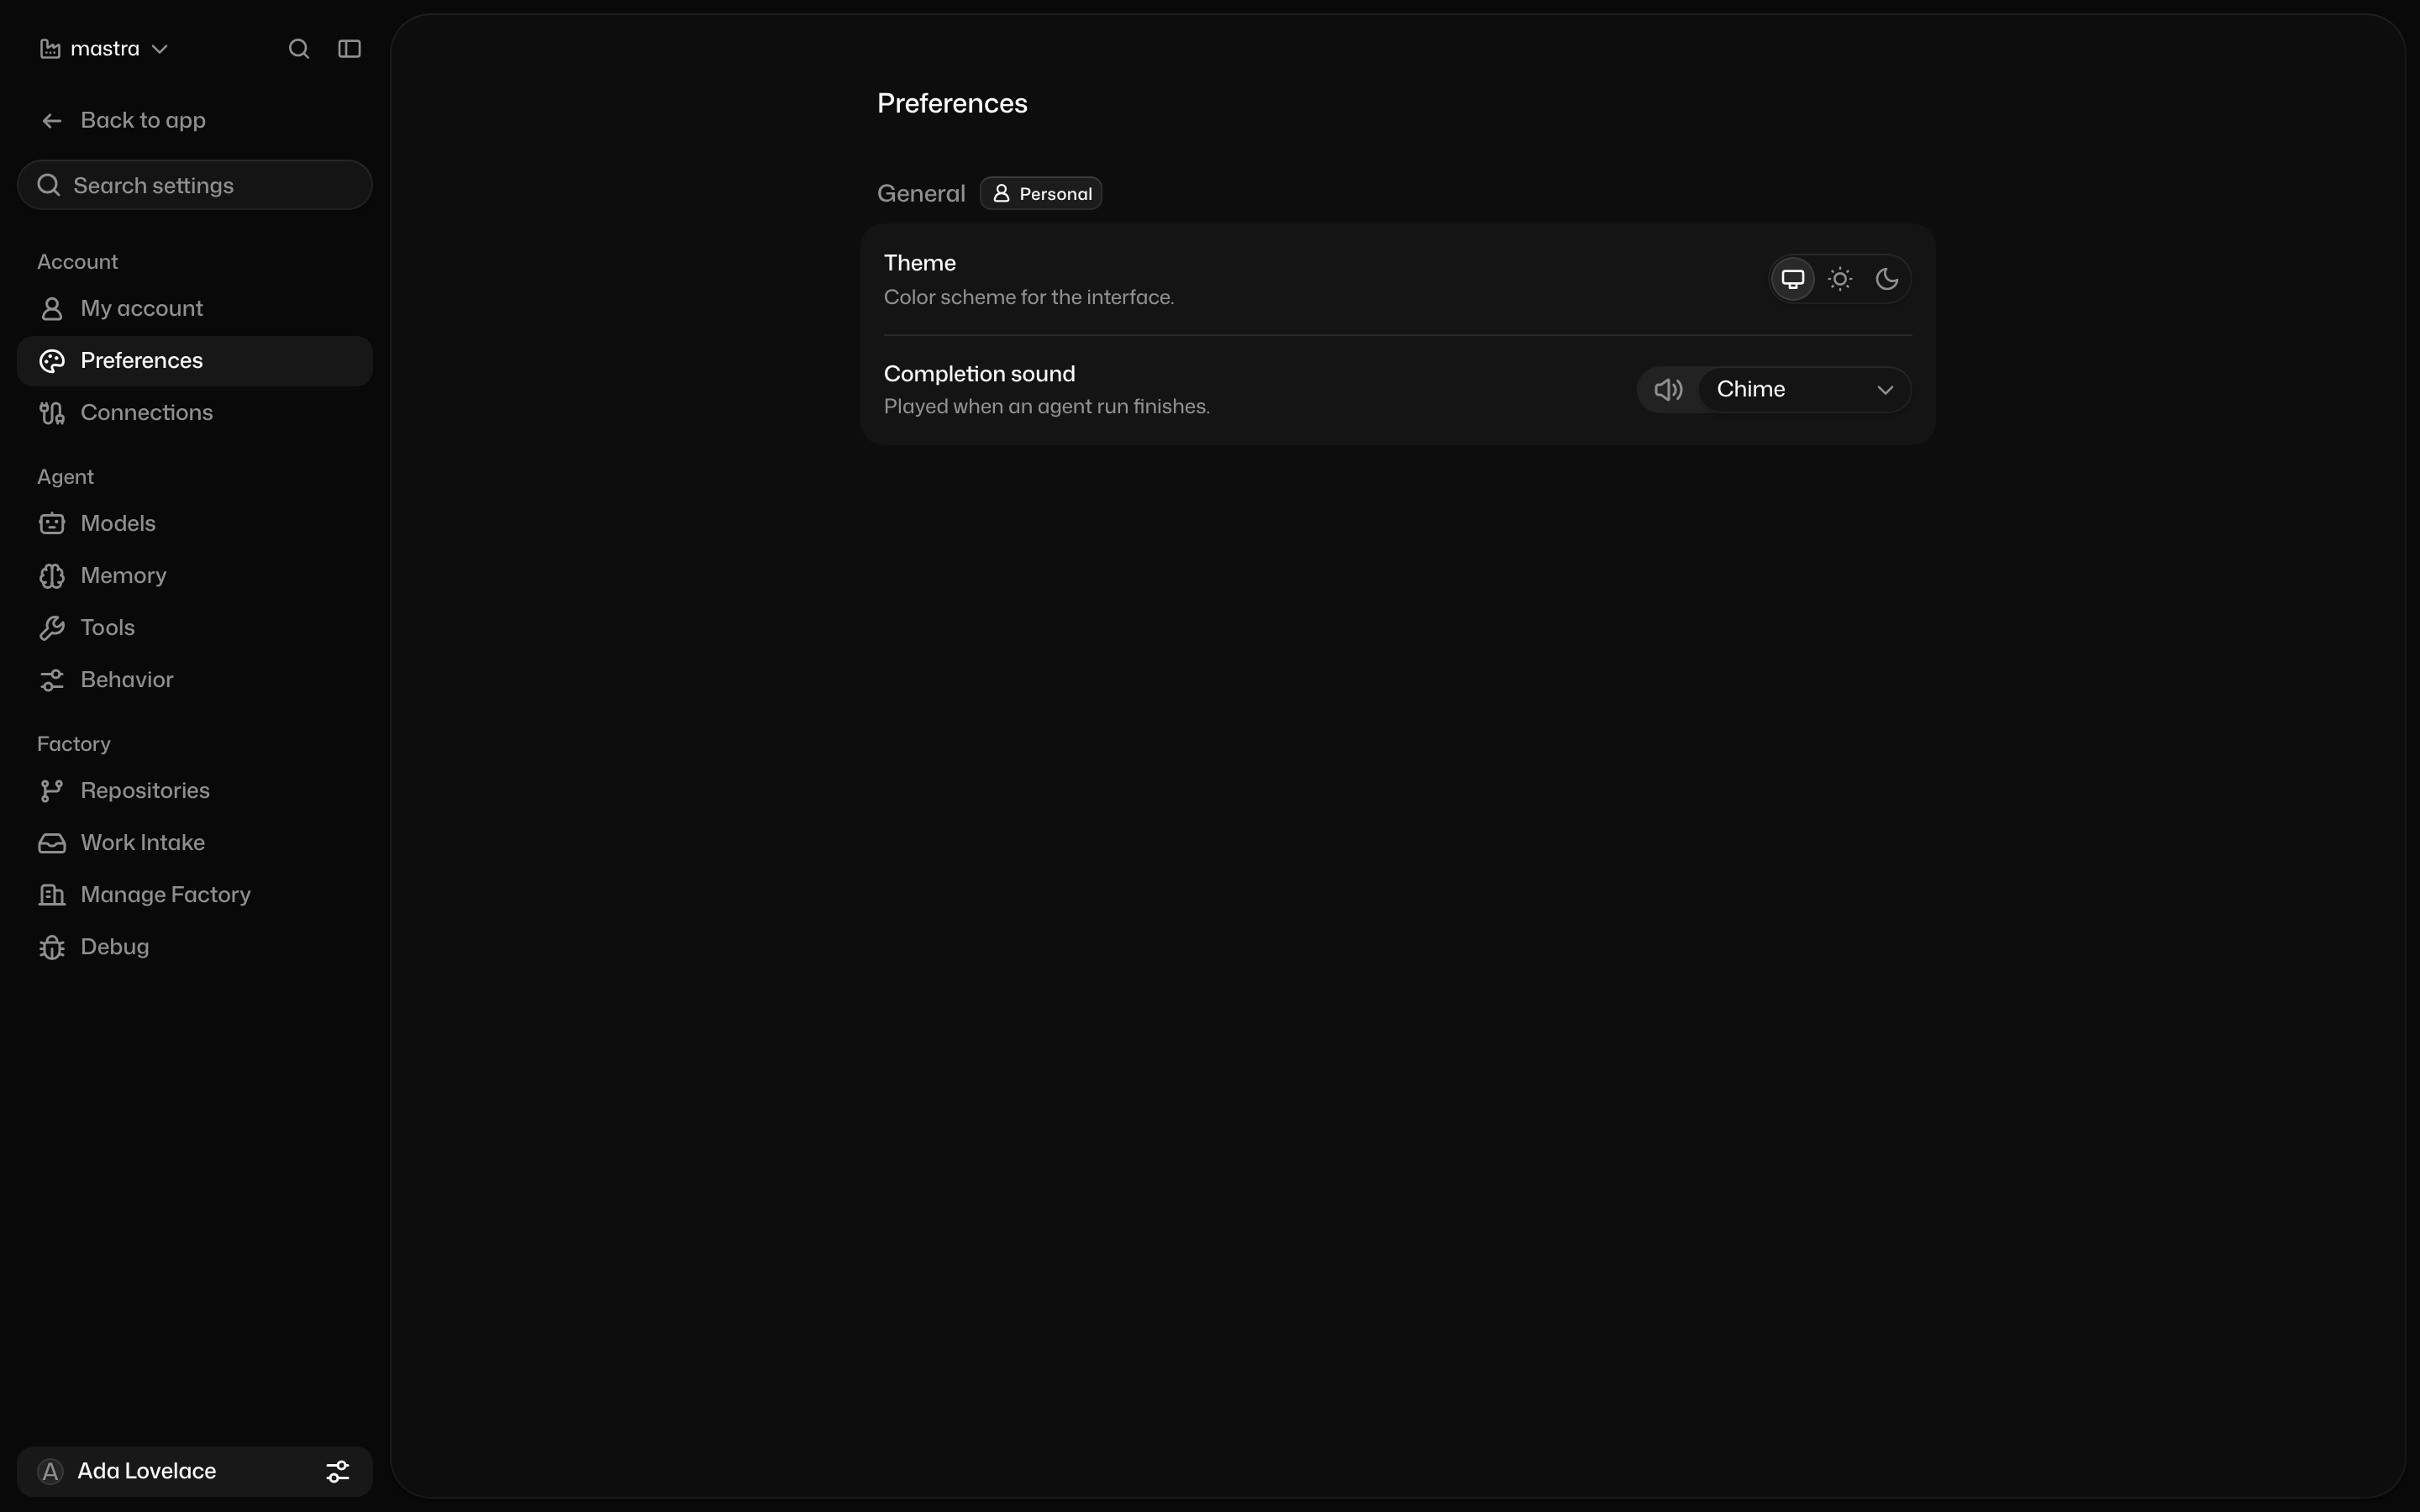 mastra
Back to app
Search settings
Account
My account
Preferences
Connections
Agent
Models
Memory
Tools
Behavior
Factory
Repositories
Work Intake
Manage Factory
Debug
A Ada Lovelace
Preferences
General Personal
Theme
Color scheme for the interface.
Completion sound
Played when an agent run finishes.
Chime